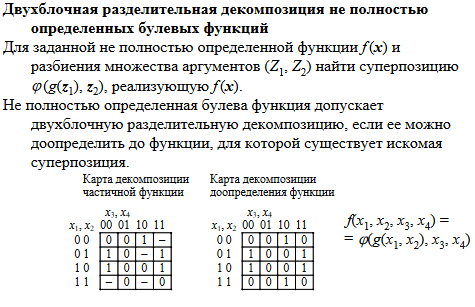 Двухблочная разделительная декомпозиция не полностью
определенных булевых функций
Для заданной не полностью определенной функции f (x) и
разбиения множества аргументов (Z1, Z2) найти суперпозицию
φ (g(z1), z2), реализующую f (x).
Не полностью определенная булева функция допускает
двухблочную разделительную декомпозицию, если ее можно
доопределить до функции, для которой существует искомая
суперпозиция.
Карта декомпозиции
частичной функции
x3, x4
x1, x2 00 01 10 11
0 0 0 0 1 –
0 1 1 0 – 1
1 0 1 0 0 1
1 1 – 0 – 0
Карта декомпозиции
доопределения функции
x3, x4
x1, x2 00 01 10 11
0 0 0 0 1 0
0 1 1 0 0 1
1 0 1 0 0 1
1 1 0 0 1 0
f(x1, x2, x3, x4) =
= φ(g(x1, x2), x3, x4)